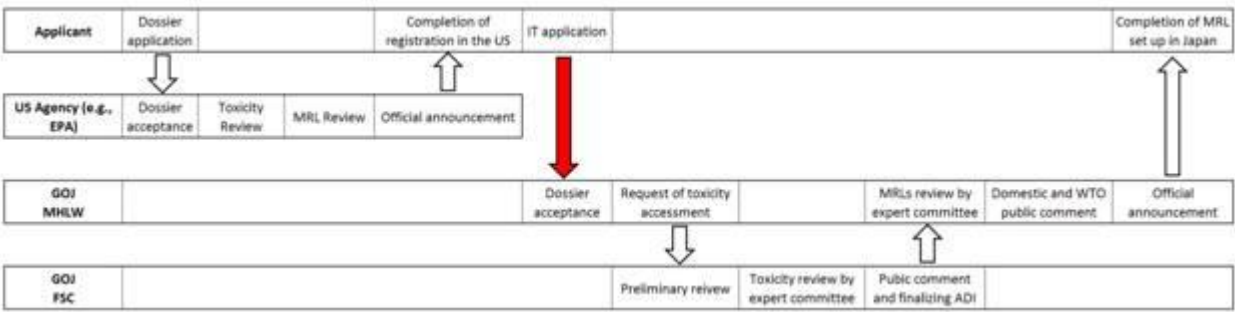 Applicant
Dossier
application
Completion of
registration in the US
IT application
Completion of MRL
set up in Japan
US Agency (e.g.,
EPA)
Dossier
acceptance
Toxicity
Review
MRL Review
Official announcement
GOJ
MHLW
Dossier
acceptance
Request of toxicity
assessment
MRLs review by
expert committee
Domestic and WTO
public comment
Official
announcement
GOJ
FSC
Preliminary reivew
Toxicity review by
expert committee
Pubic comment
and finalizing ADI